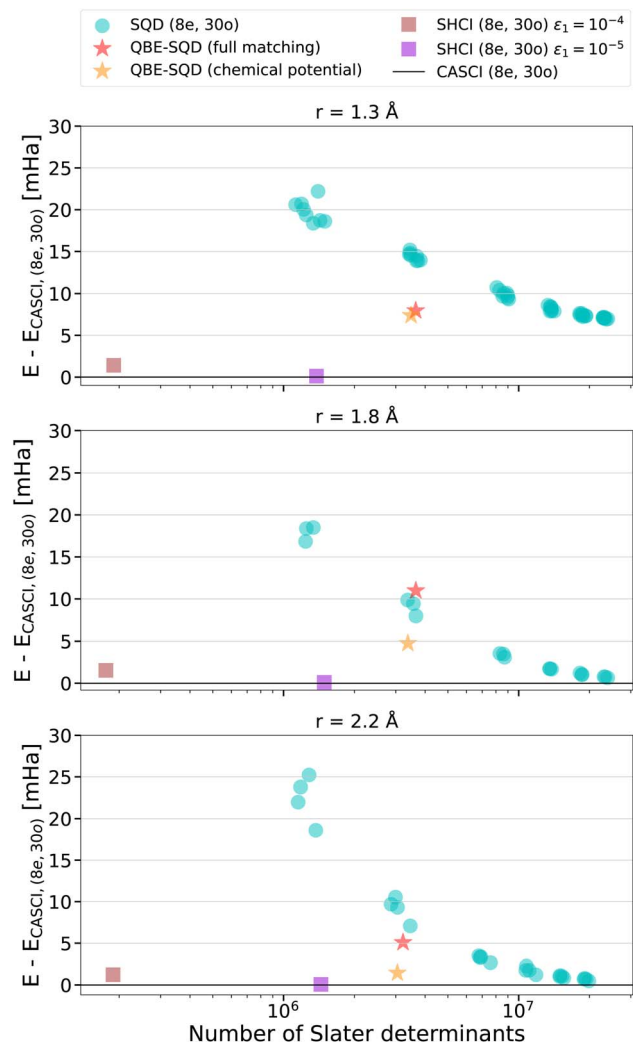 SQD (8e, 30o)
QBE-SQD (full matching)
QBE-SQD (chemical potential)
SHCI (8e, 30o) ε₁ = 10⁻⁴
SHCI (8e, 30o) ε₁ = 10⁻⁵
CASCI (8e, 30o)
r = 1.3 Å
E - E_CASCI, (8e, 30o) [mHa]
30
25
20
15
10
5
0
r = 1.8 Å
E - E_CASCI, (8e, 30o) [mHa]
30
25
20
15
10
5
0
r = 2.2 Å
E - E_CASCI, (8e, 30o) [mHa]
30
25
20
15
10
5
0
10⁶
10⁷
Number of Slater determinants